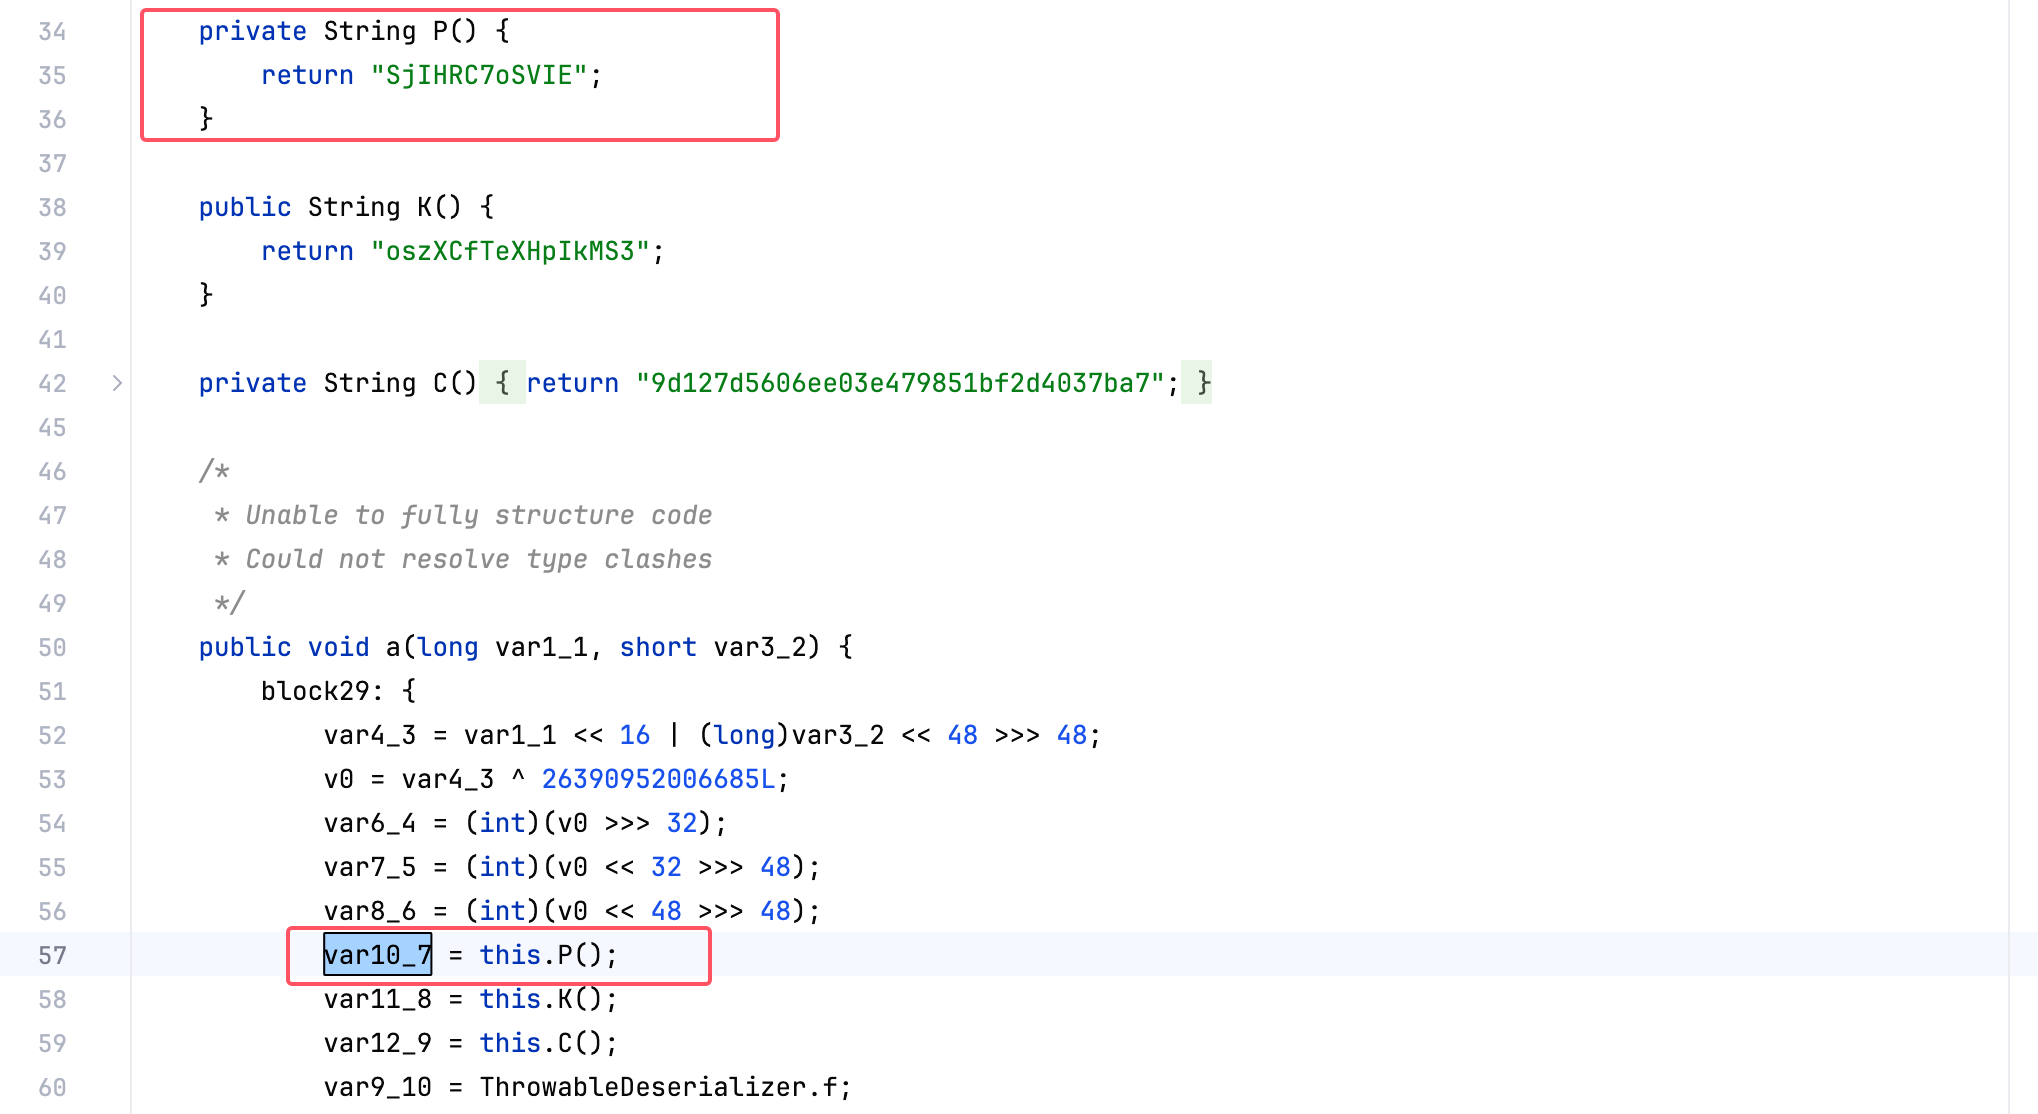 34 private String P() {
35 return "SjIHRC7oSVIE";
36 }
37
38 public String K() {
39 return "oszXCfTeXHpIkMS3";
40 }
41
42 private String C() { return "9d127d5606ee03e479851bf2d4037ba7"; }
45
46 /*
47 * Unable to fully structure code
48 * Could not resolve type clashes
49 */
50 public void a(long var1_1, short var3_2) {
51 block29: {
52 var4_3 = var1_1 << 16 | (long)var3_2 << 48 >>> 48;
53 v0 = var4_3 ^ 26390952006685L;
54 var6_4 = (int)(v0 >>> 32);
55 var7_5 = (int)(v0 << 32 >>> 48);
56 var8_6 = (int)(v0 << 48 >>> 48);
57 var10_7 = this.P();
58 var11_8 = this.K();
59 var12_9 = this.C();
60 var9_10 = ThrowableDeserializer.f;